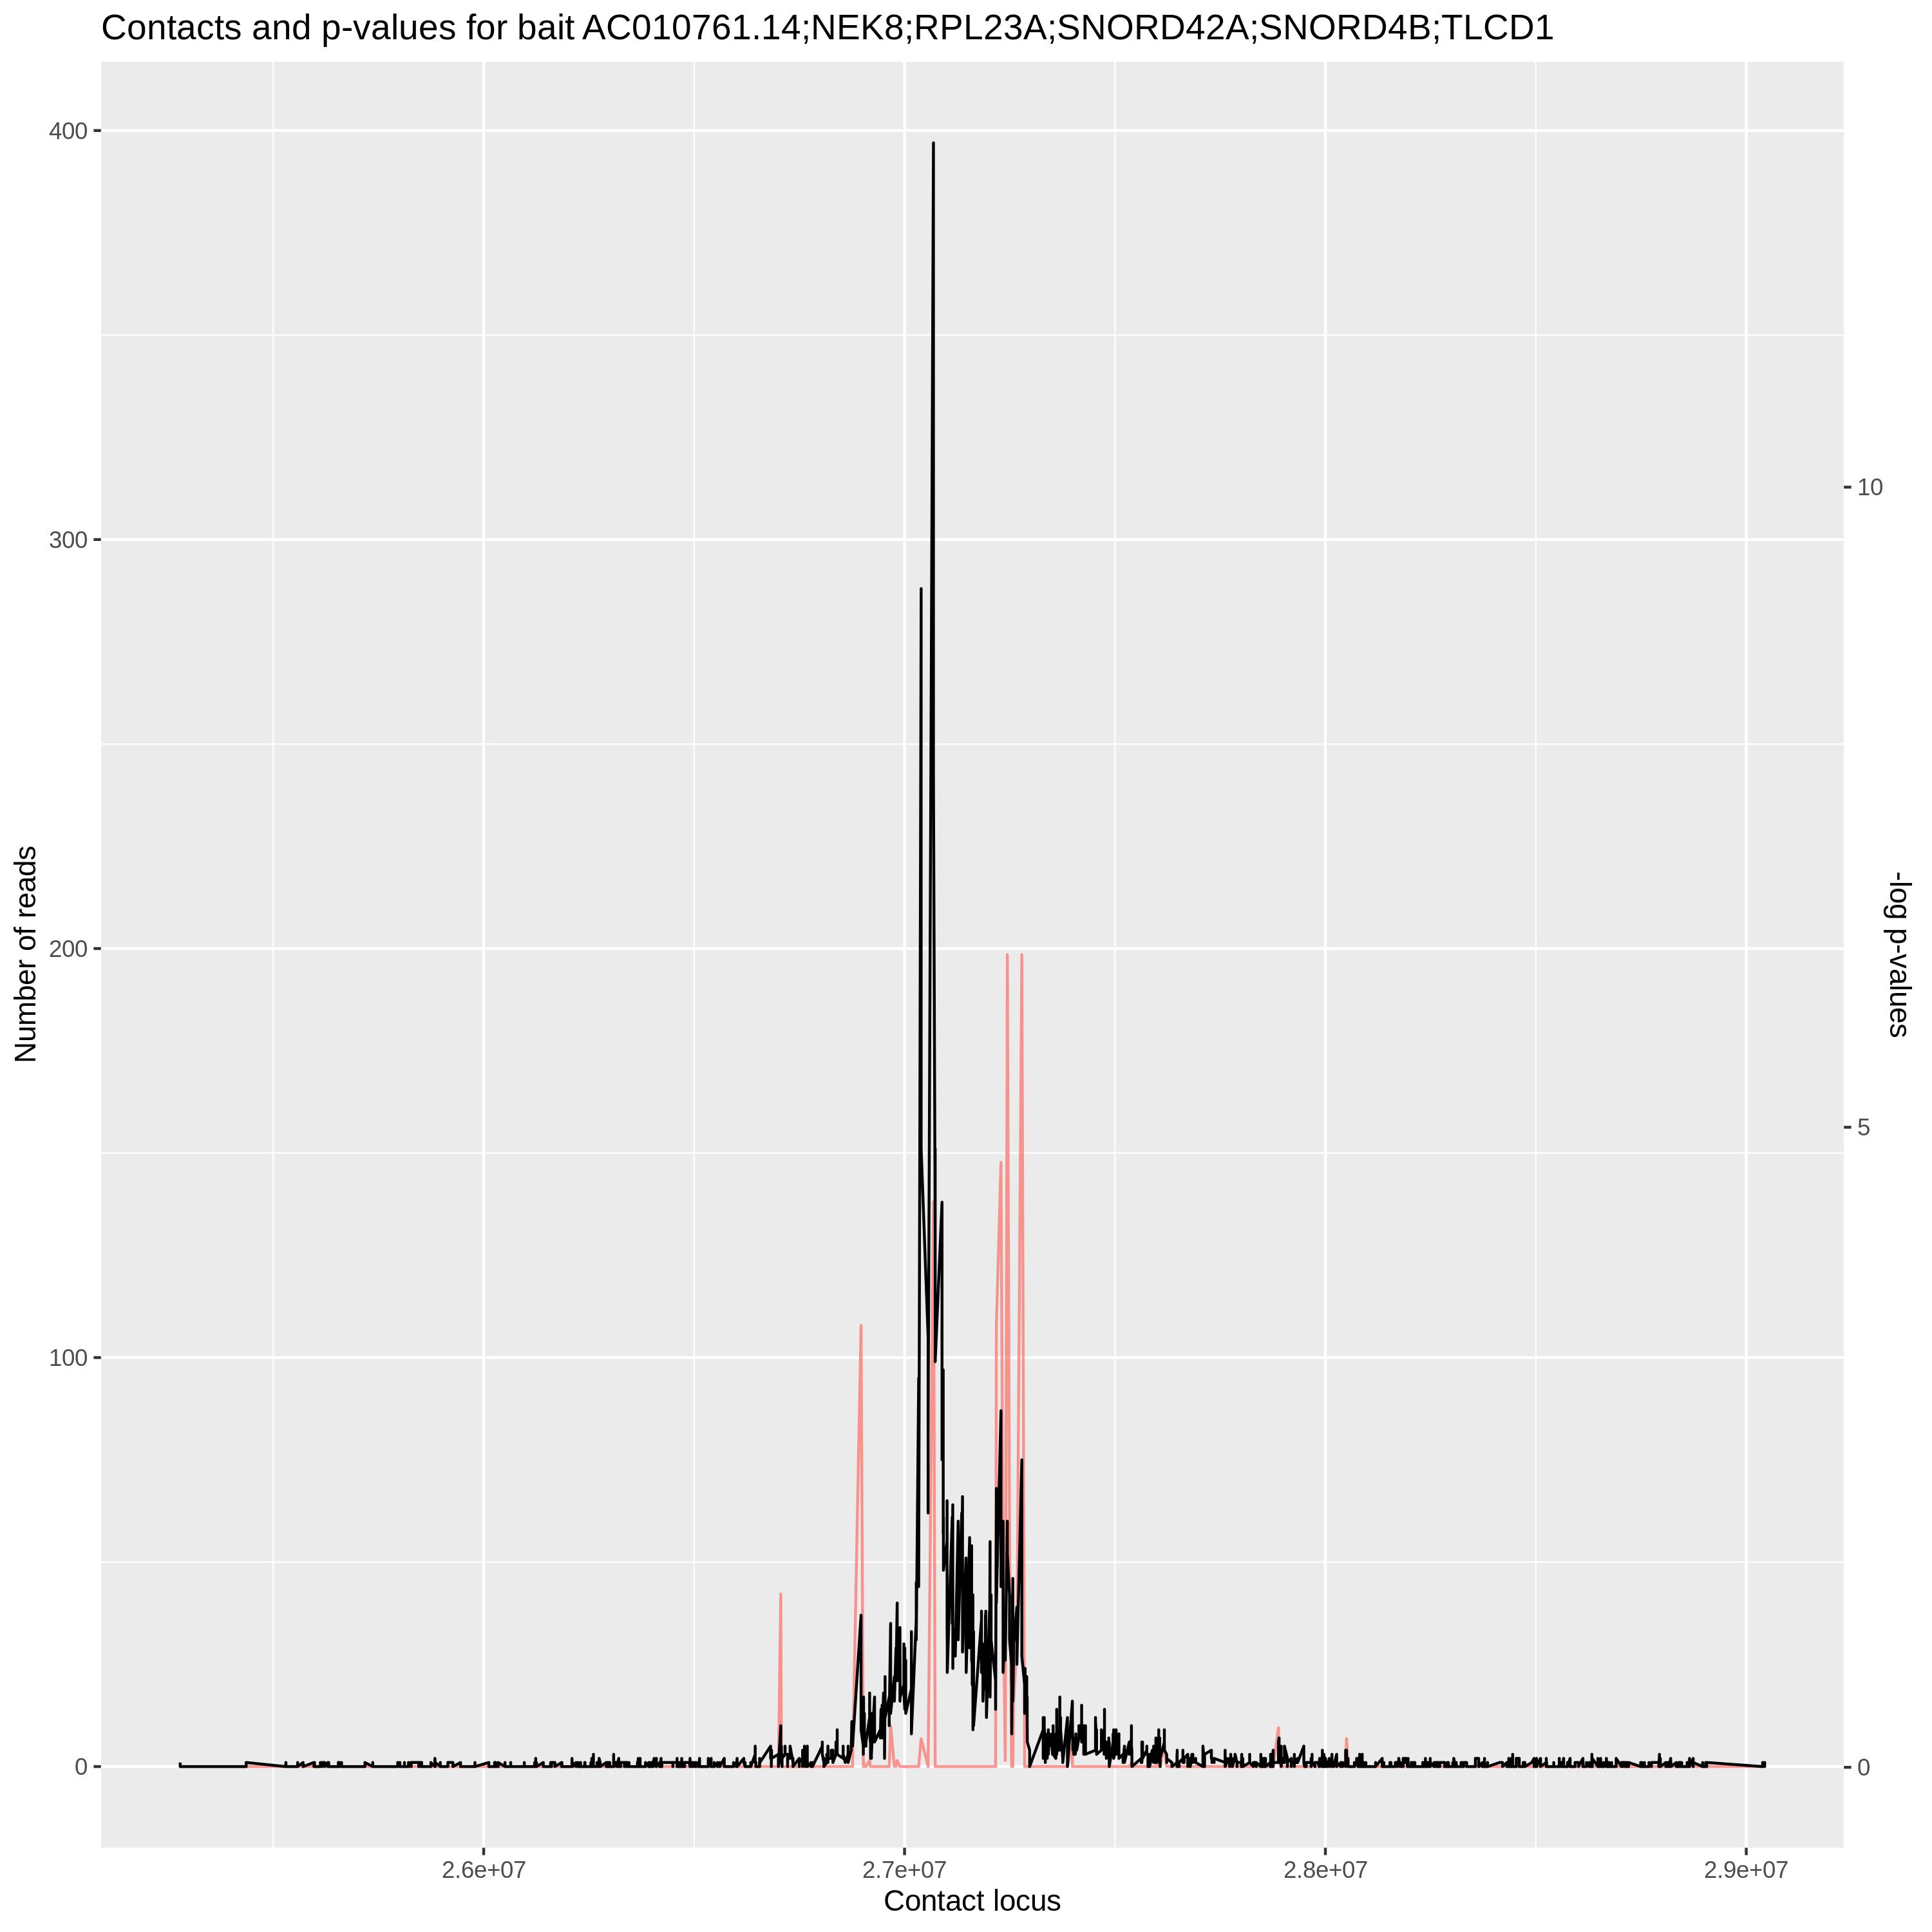 Contacts and p-values for bait AC010761.14;NEK8;RPL23A;SNORD42A;SNORD4B;TLCD1
400
300
200
100
0
Number of reads
10
5
0
-log p-values
2.6e+07
2.7e+07
2.8e+07
2.9e+07
Contact locus